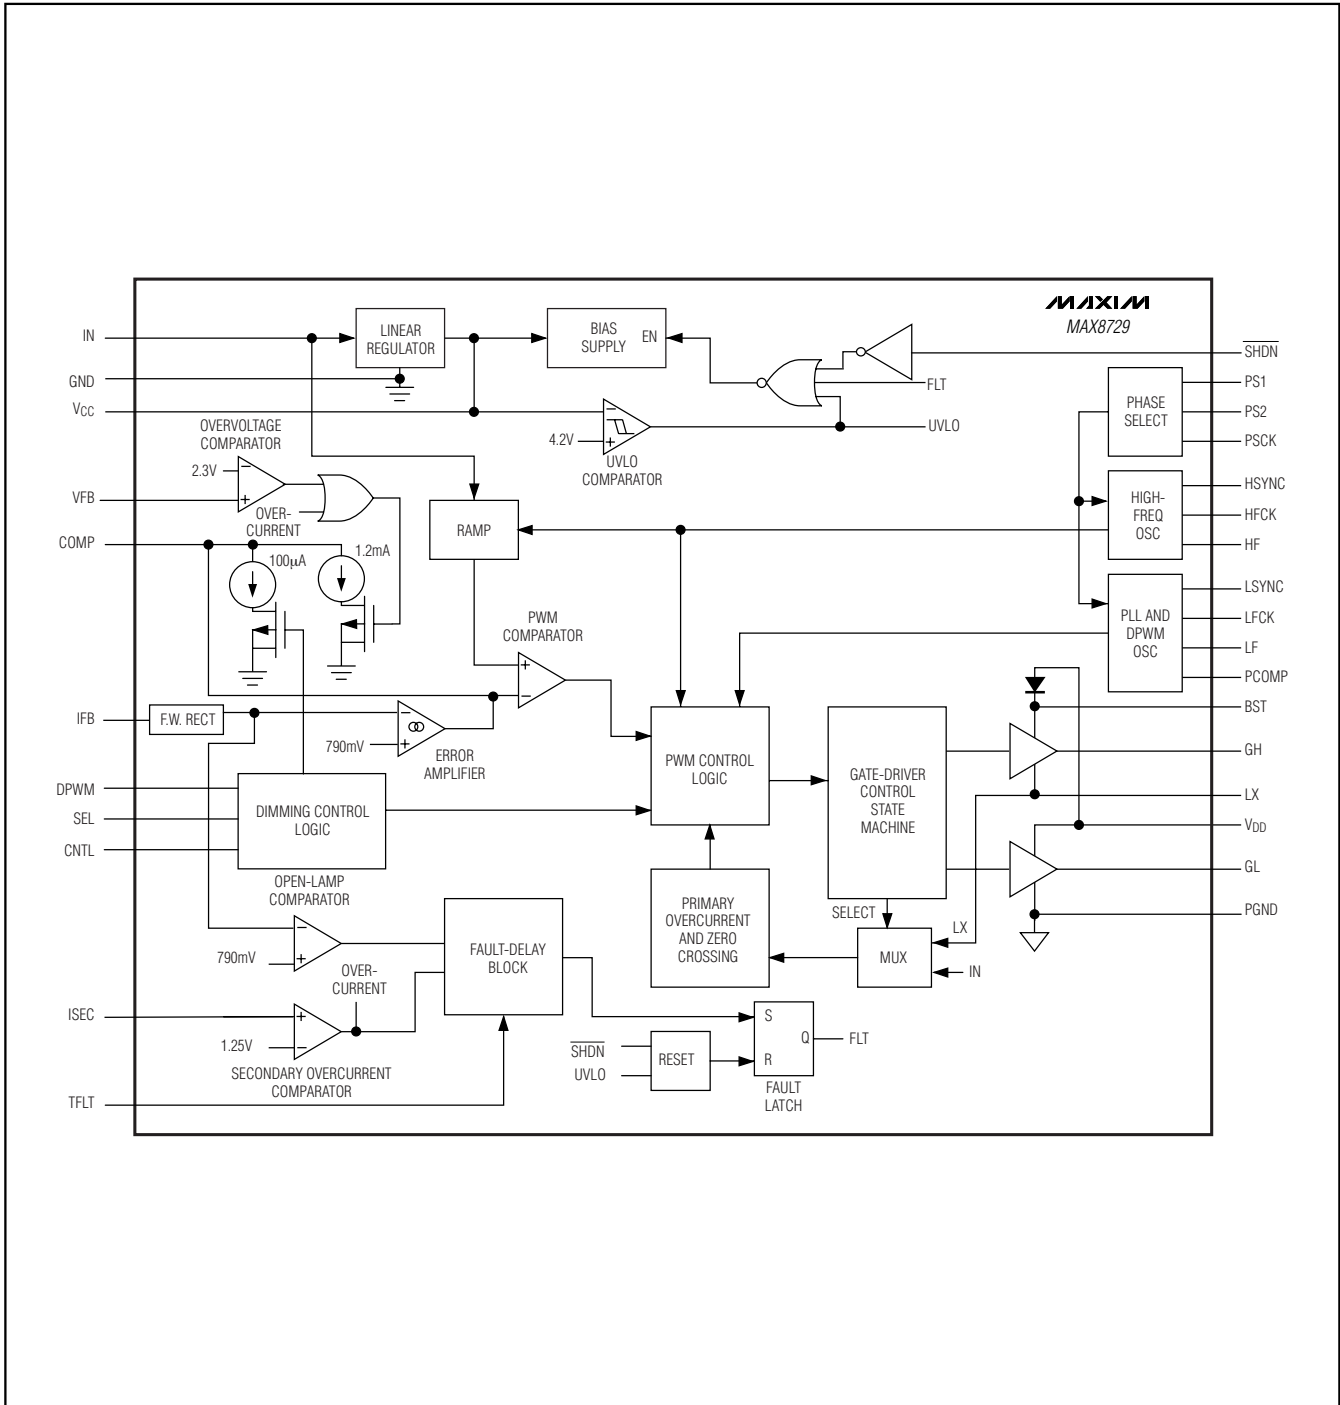 MAXIM
MAX8729
IN
GND
VCC
VFB
COMP
IFB
DPWM
SEL
CNTL
ISEC
TFLT
LINEAR
REGULATOR
BIAS
SUPPLY
EN
FLT
UVLO
4.2V
UVLO
COMPARATOR
OVERVOLTAGE
COMPARATOR
2.3V
OVER-
CURRENT
100µA
1.2mA
RAMP
PWM
COMPARATOR
F.W. RECT
790mV
ERROR
AMPLIFIER
DIMMING CONTROL
LOGIC
OPEN-LAMP
COMPARATOR
790mV
OVER-
CURRENT
1.25V
SECONDARY OVERCURRENT
COMPARATOR
FAULT-DELAY
BLOCK
PWM CONTROL
LOGIC
PRIMARY
OVERCURRENT
AND ZERO
CROSSING
GATE-DRIVER
CONTROL
STATE
MACHINE
SELECT
MUX
LX
IN
SHDN
UVLO
RESET
S
R
Q
FLT
FAULT
LATCH
PHASE
SELECT
HIGH-
FREQ
OSC
PLL AND
DPWM
OSC
SHDN
PS1
PS2
PSCK
HSYNC
HFCK
HF
LSYNC
LFCK
LF
PCOMP
BST
GH
LX
VDD
GL
PGND